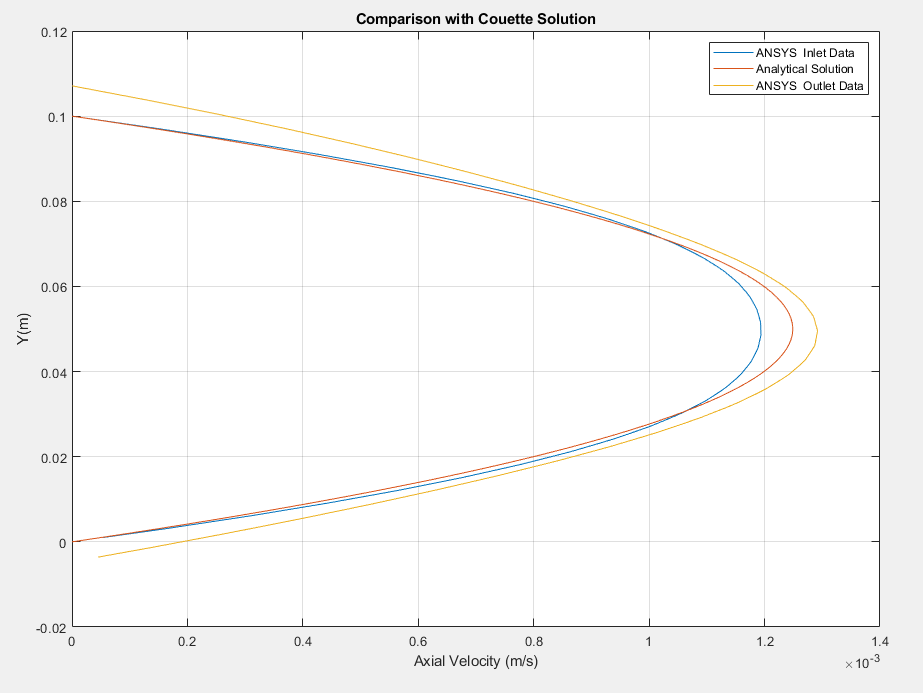 Comparison with Couette Solution
ANSYS  Inlet Data
Analytical Solution
ANSYS  Outlet Data
0.12
0.1
0.08
0.06
0.04
0.02
0
-0.02
Y(m)
0 0.2 0.4 0.6 0.8 1 1.2 1.4
Axial Velocity (m/s)
×10⁻³